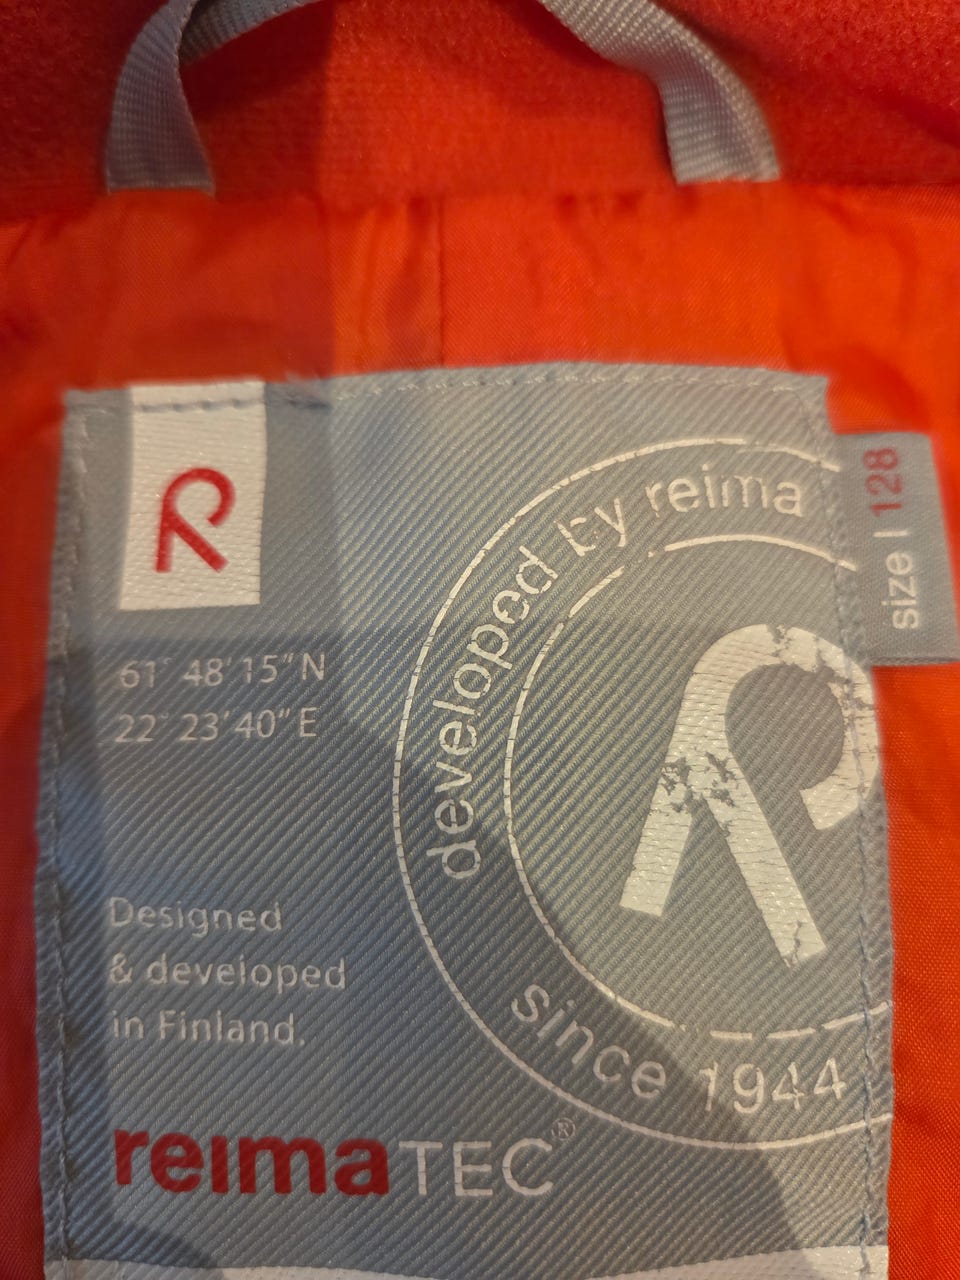 size | 128
developed by reima
61° 48' 15" N
22° 23' 40" E
Designed
& developed
in Finland.
since 1944
reimaTEC®